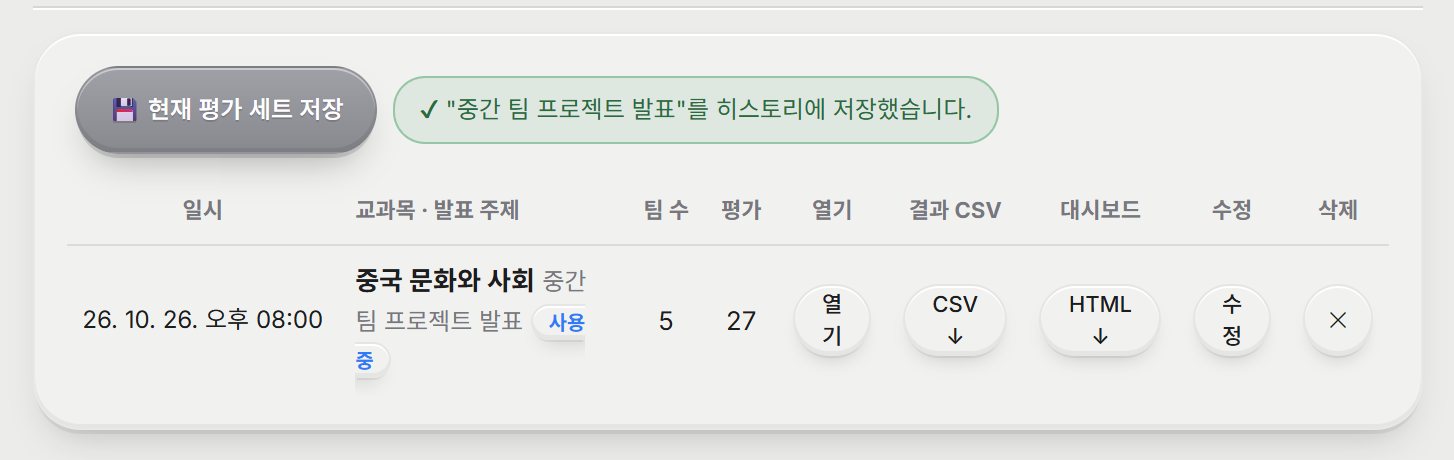 💾 현재 평가 세트 저장
✓ "중간 팀 프로젝트 발표"를 히스토리에 저장했습니다.
일시 교과목 · 발표 주제 팀 수 평가 열기 결과 CSV 대시보드 수정 삭제
26. 10. 26. 오후 08:00
중국 문화와 사회 중간
팀 프로젝트 발표 사용
중
5
27
열
기
CSV
↓
HTML
↓
수
정
×